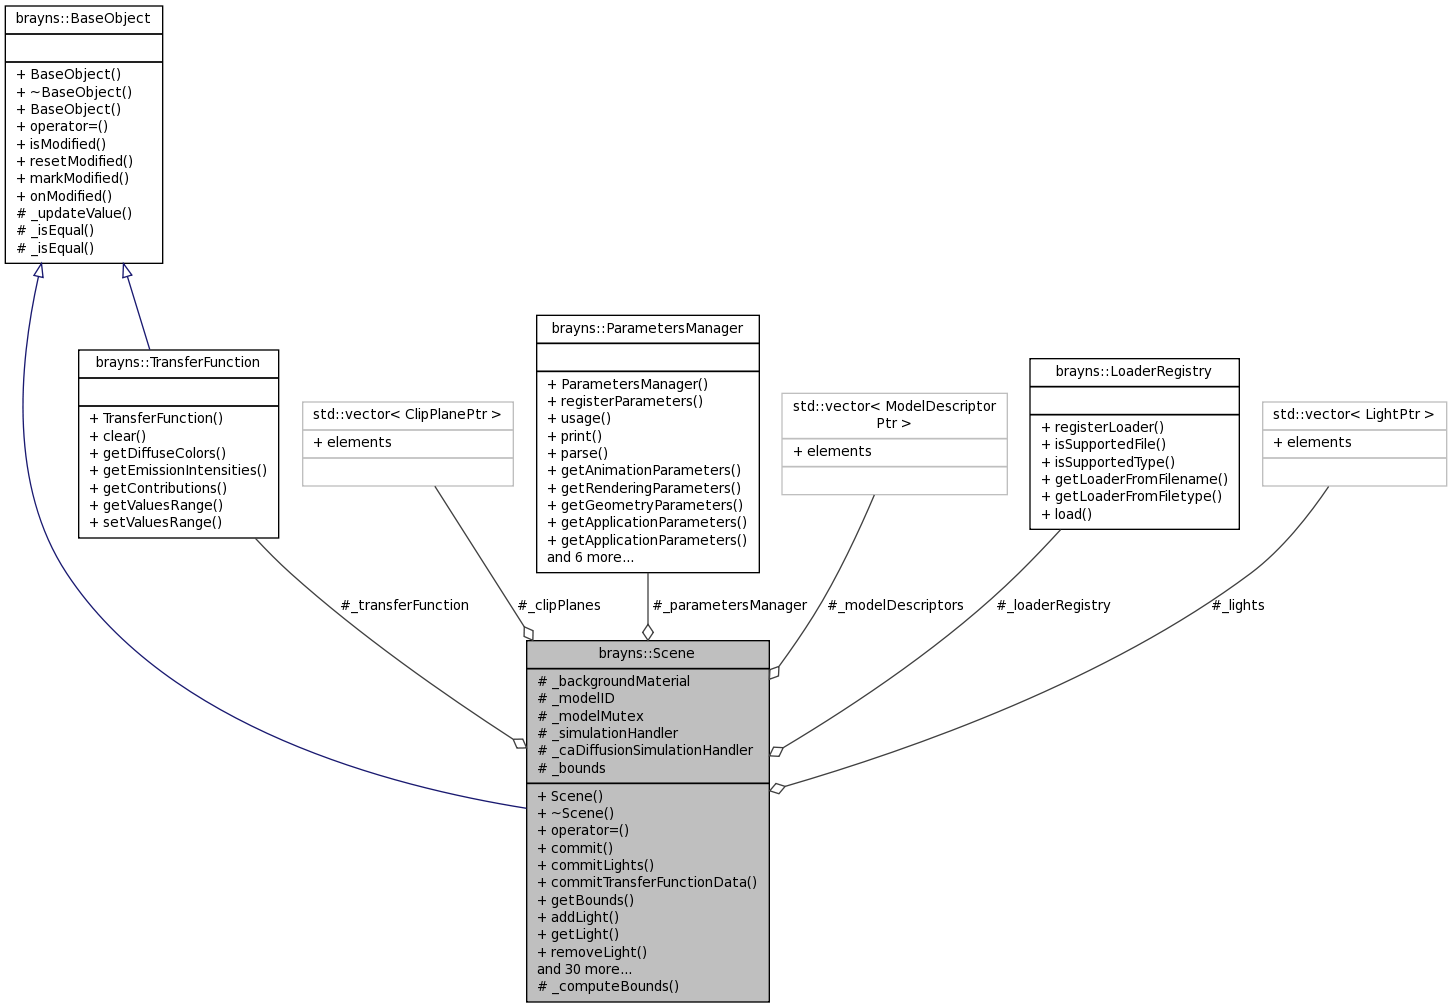 brayns::BaseObject
+ BaseObject()
+ ~BaseObject()
+ BaseObject()
+ operator=()
+ isModified()
+ resetModified()
+ markModified()
+ onModified()
# _updateValue()
# _isEqual()
# _isEqual()
brayns::TransferFunction
+ TransferFunction()
+ clear()
+ getDiffuseColors()
+ getEmissionIntensities()
+ getContributions()
+ getValuesRange()
+ setValuesRange()
std::vector< ClipPlanePtr >
+ elements
brayns::ParametersManager
+ ParametersManager()
+ registerParameters()
+ usage()
+ print()
+ parse()
+ getAnimationParameters()
+ getRenderingParameters()
+ getGeometryParameters()
+ getApplicationParameters()
+ getApplicationParameters()
and 6 more...
std::vector< ModelDescriptor
Ptr >
+ elements
brayns::LoaderRegistry
+ registerLoader()
+ isSupportedFile()
+ isSupportedType()
+ getLoaderFromFilename()
+ getLoaderFromFiletype()
+ load()
std::vector< LightPtr >
+ elements
#_transferFunction
#_clipPlanes
#_parametersManager
#_modelDescriptors
#_loaderRegistry
#_lights
brayns::Scene
# _backgroundMaterial
# _modelID
# _modelMutex
# _simulationHandler
# _caDiffusionSimulationHandler
# _bounds
+ Scene()
+ ~Scene()
+ operator=()
+ commit()
+ commitLights()
+ commitTransferFunctionData()
+ getBounds()
+ addLight()
+ getLight()
+ removeLight()
and 30 more...
# _computeBounds()